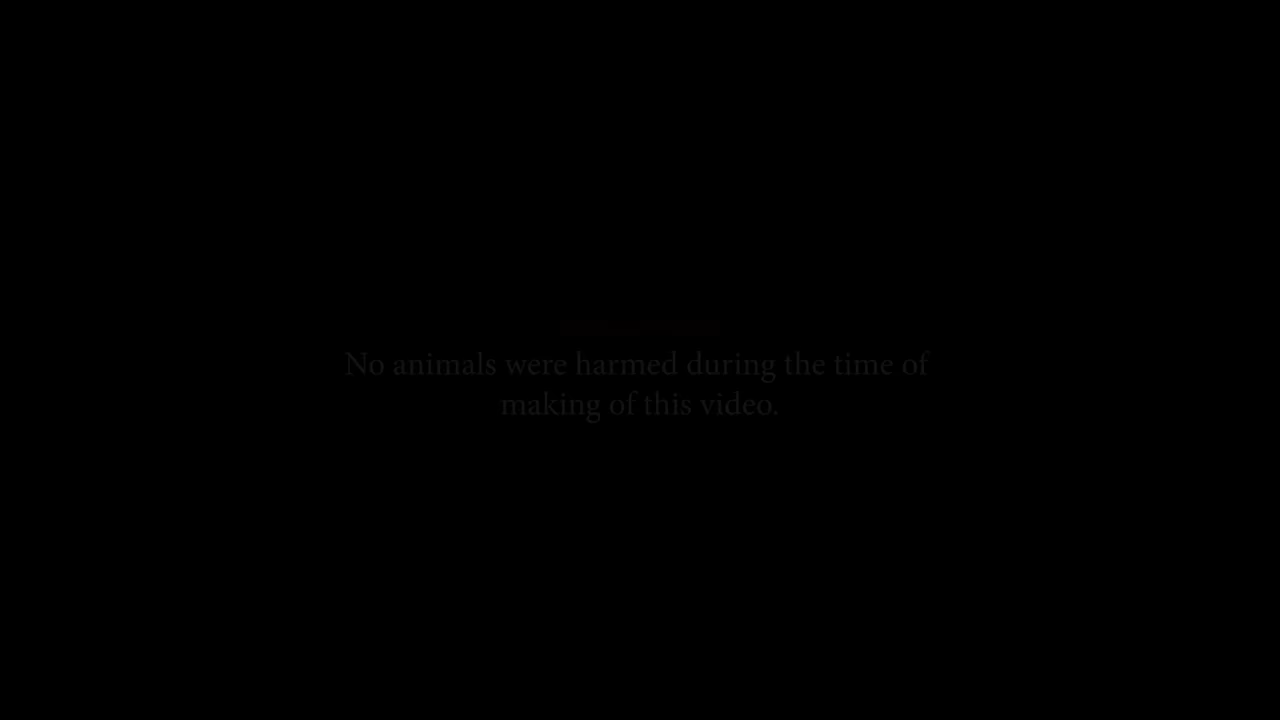 No animals were harmed during the time of
making of this video.